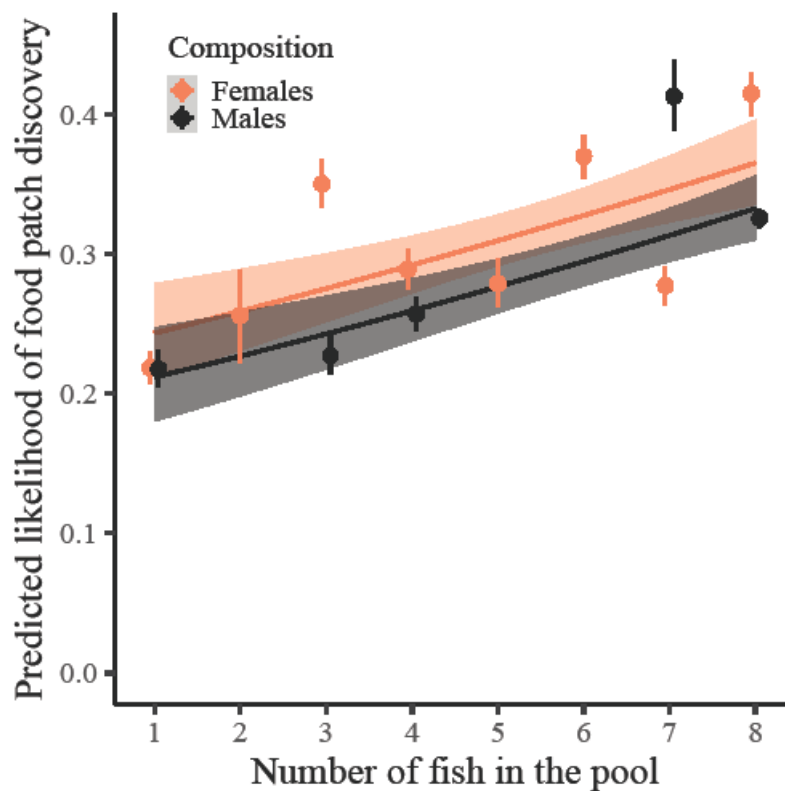 Predicted likelihood of food patch discovery
Composition
Females
Males
0.4
0.3
0.2
0.1
0.0
1 2 3 4 5 6 7 8
Number of fish in the pool